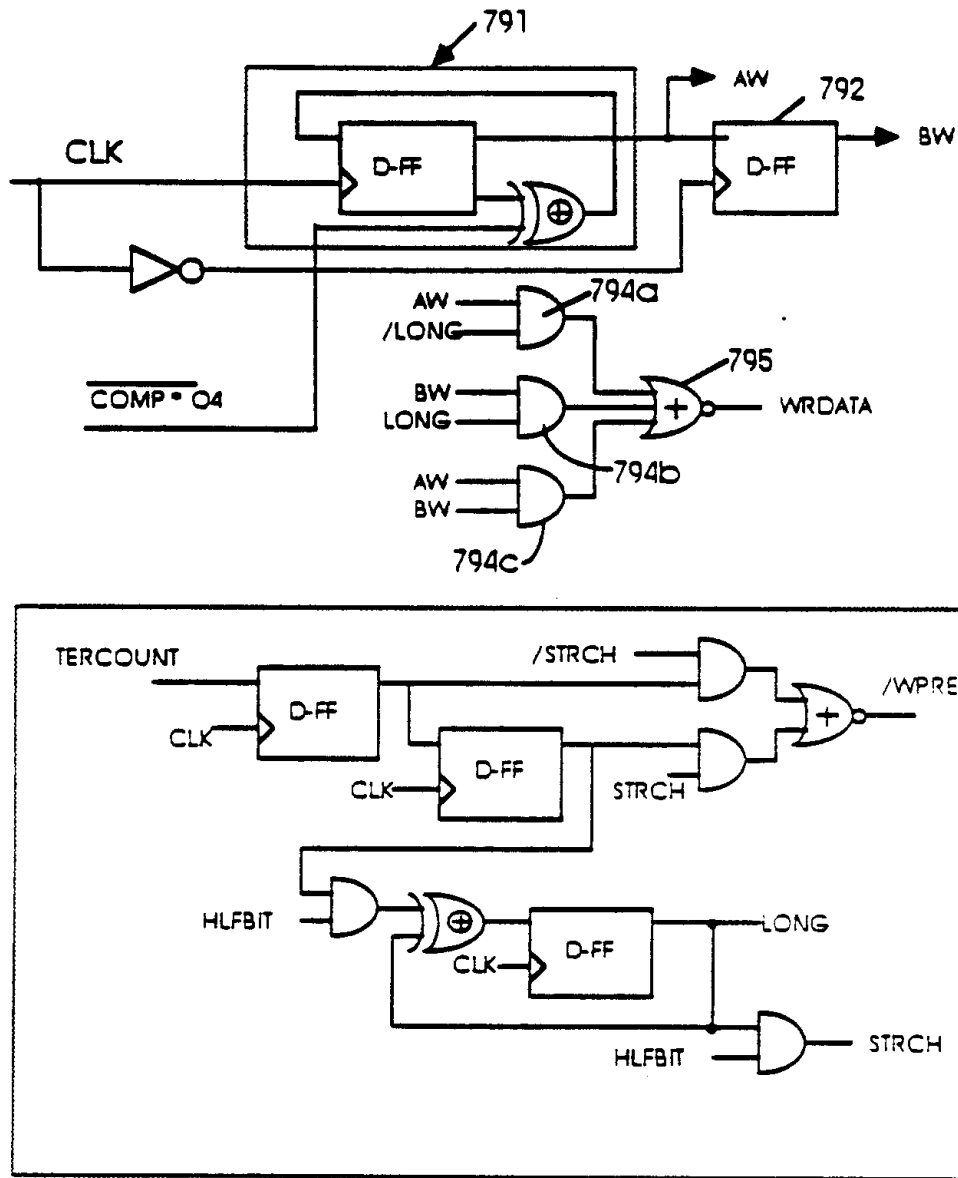 791
AW
792
CLK
D-FF
D-FF
BW
⊕
794a
AW
/LONG
795
COMP * 04
BW
LONG
+
WRDATA
794b
AW
BW
794c
TERCOUNT
/STRCH
D-FF
/WPRE
+
CLK
D-FF
CLK
STRCH
HLFBIT
⊕
D-FF
LONG
CLK
HLFBIT
STRCH